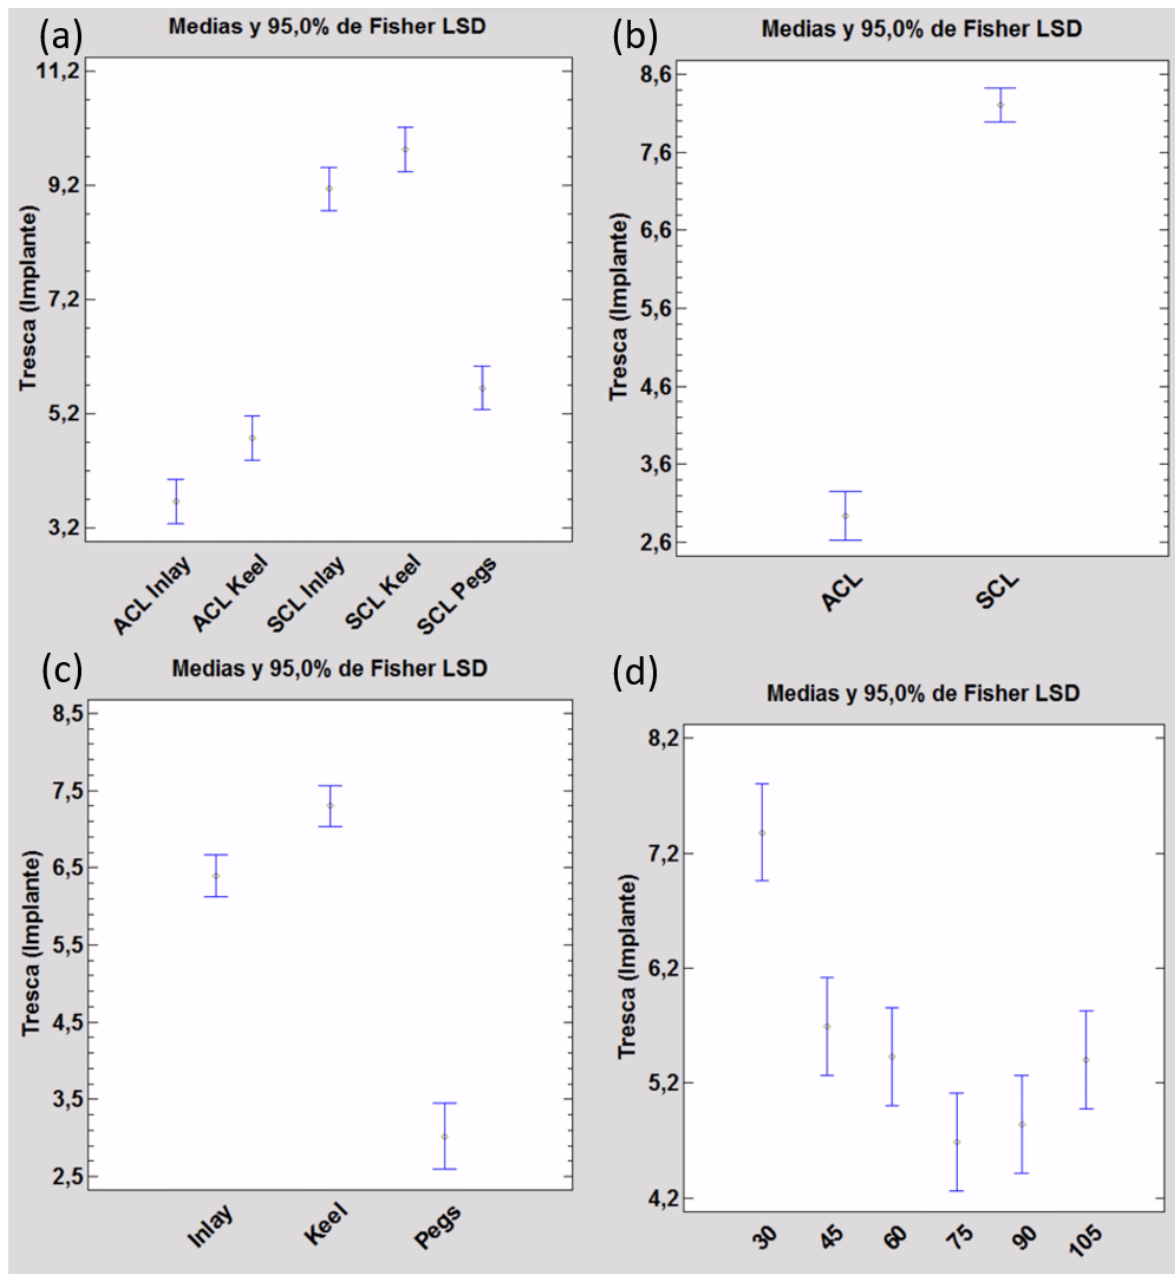 (a)
Medias y 95,0% de Fisher LSD
Tresca (Implante)
11,2
9,2
7,2
5,2
3,2
ACL Inlay
ACL Keel
SCL Inlay
SCL Keel
SCL Pegs
(b)
Medias y 95,0% de Fisher LSD
Tresca (Implante)
8,6
7,6
6,6
5,6
4,6
3,6
2,6
ACL
SCL
(c)
Medias y 95,0% de Fisher LSD
Tresca (Implante)
8,5
7,5
6,5
5,5
4,5
3,5
2,5
Inlay
Keel
Pegs
(d)
Medias y 95,0% de Fisher LSD
Tresca (Implante)
8,2
7,2
6,2
5,2
4,2
30
45
60
75
90
105